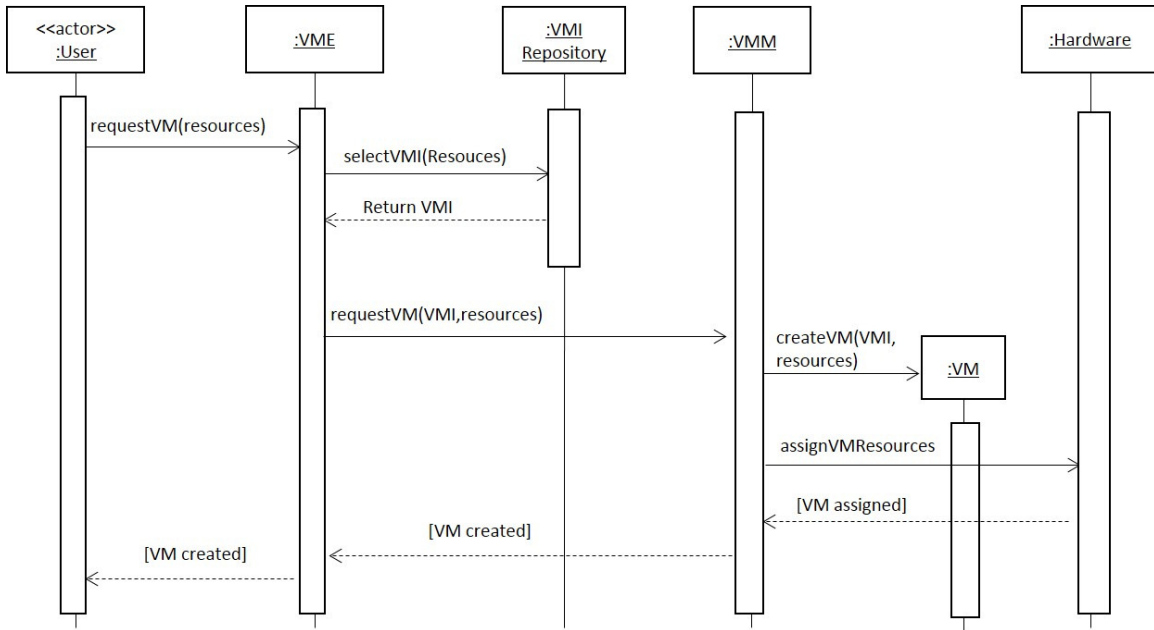 <<actor>>
:User
:VME
:VMI
Repository
:VMM
:Hardware
requestVM(resources)
selectVMI(Resouces)
Return VMI
requestVM(VMI,resources)
createVM(VMI,
resources)
:VM
assignVMResources
[VM assigned]
[VM created]
[VM created]